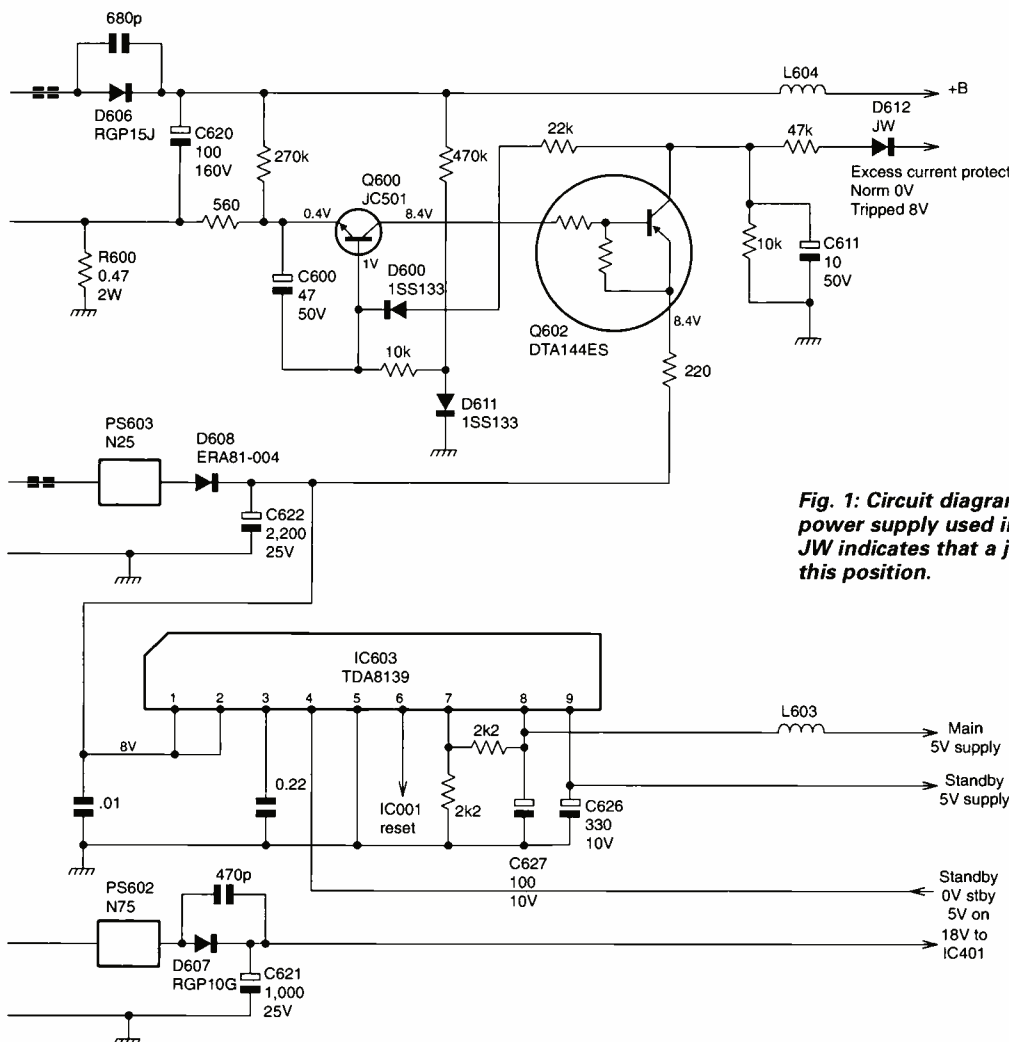 680p
D606
RGP15J
C620
100
160V
270k
Q600
JC501
560
0.4V
8.4V
1V
R600
0.47
2W
C600
47
50V
D600
1SS133
10k
470k
D611
1SS133
22k
Q602
DTA144ES
8.4V
220
L604
+B
D612
JW
47k
Excess current protect
Norm 0V
Tripped 8V
10k
C611
10
50V
PS603
N25
D608
ERA81-004
C622
2,200
25V
Fig. 1: Circuit diagram
power supply used in
JW indicates that a j
this position.
IC603
TDA8139
1 2 3 4 5 6 7 8 9
8V
.01
0.22
IC001
reset
2k2
2k2
C627
100
10V
C626
330
10V
L603
Main
5V supply
Standby
5V supply
Standby
0V stby
5V on
18V to
IC401
PS602
N75
470p
D607
RGP10G
C621
1,000
25V